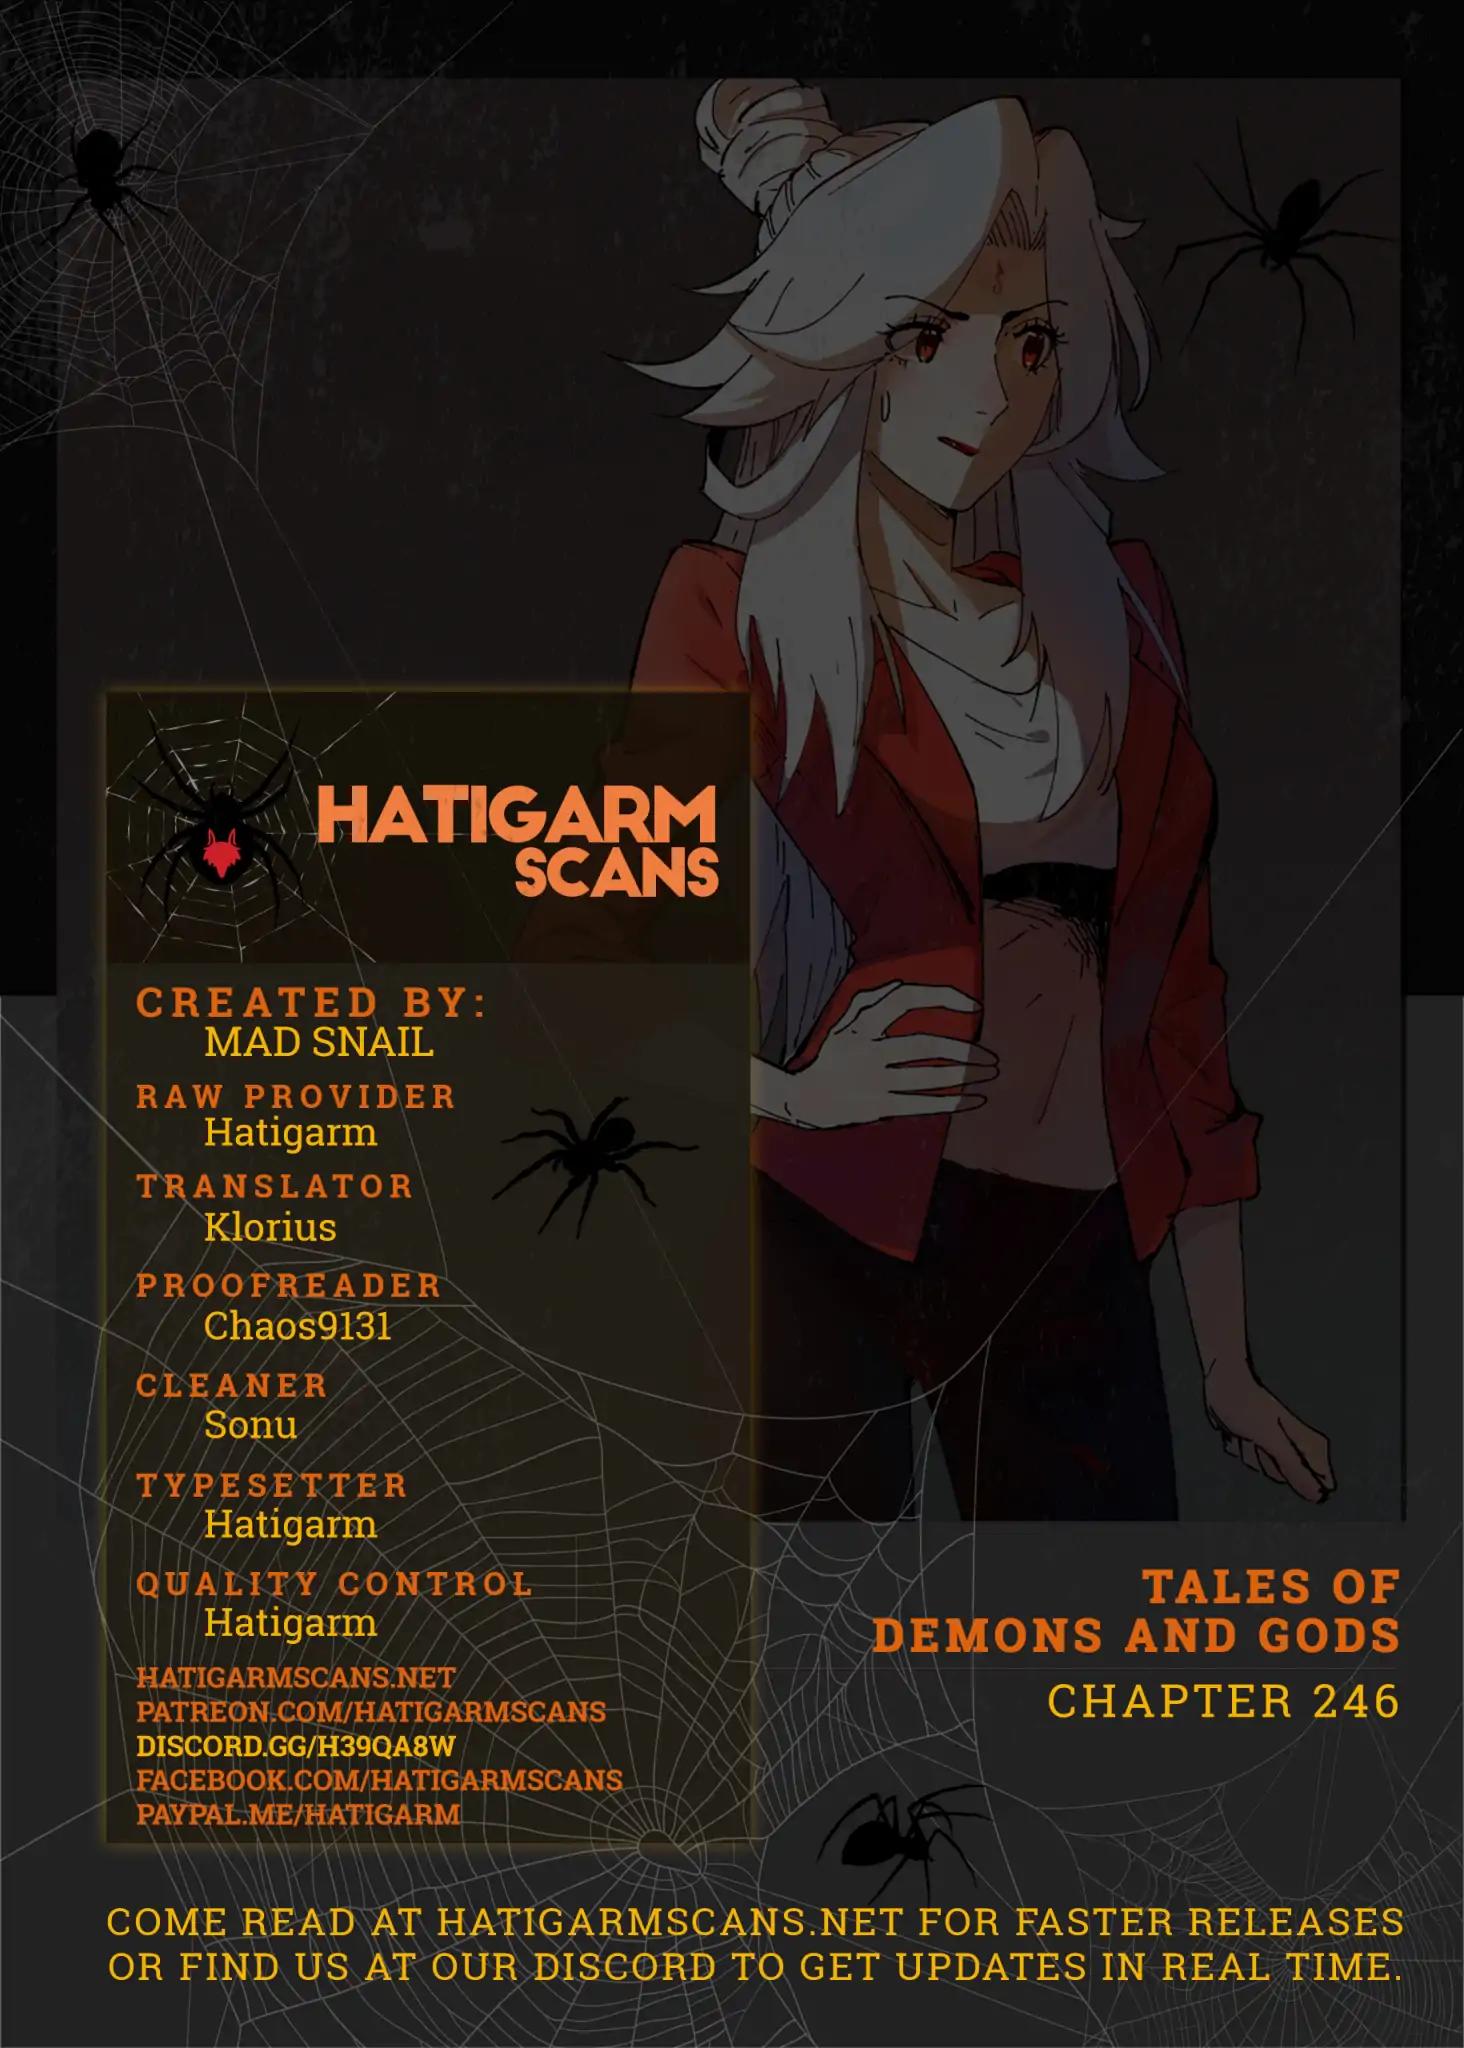 HATIGARM
SCANS
CREATED BY:
MAD SNAIL
RAW PROVIDER
Hatigarm
TRANSLATOR
Klorius
PROOFREADER
Chaos9131
CLEANER
Sonu
TYPESETTER
Hatigarm
QUALITY CONTROL
Hatigarm
HATIGARMSCANS.NET
PATREON.COM/HATIGARMSCANS
DISCORD.GG/H39QA8W
FACEBOOK.COM/HATIGARMSCANS
PAYPAL.ME/HATIGARM
TALES OF
DEMONS AND GODS
CHAPTER 246
COME READ AT HATIGARMSCANS.NET FOR FASTER RELEASES
OR FIND US AT OUR DISCORD TO GET UPDATES IN REAL TIME.